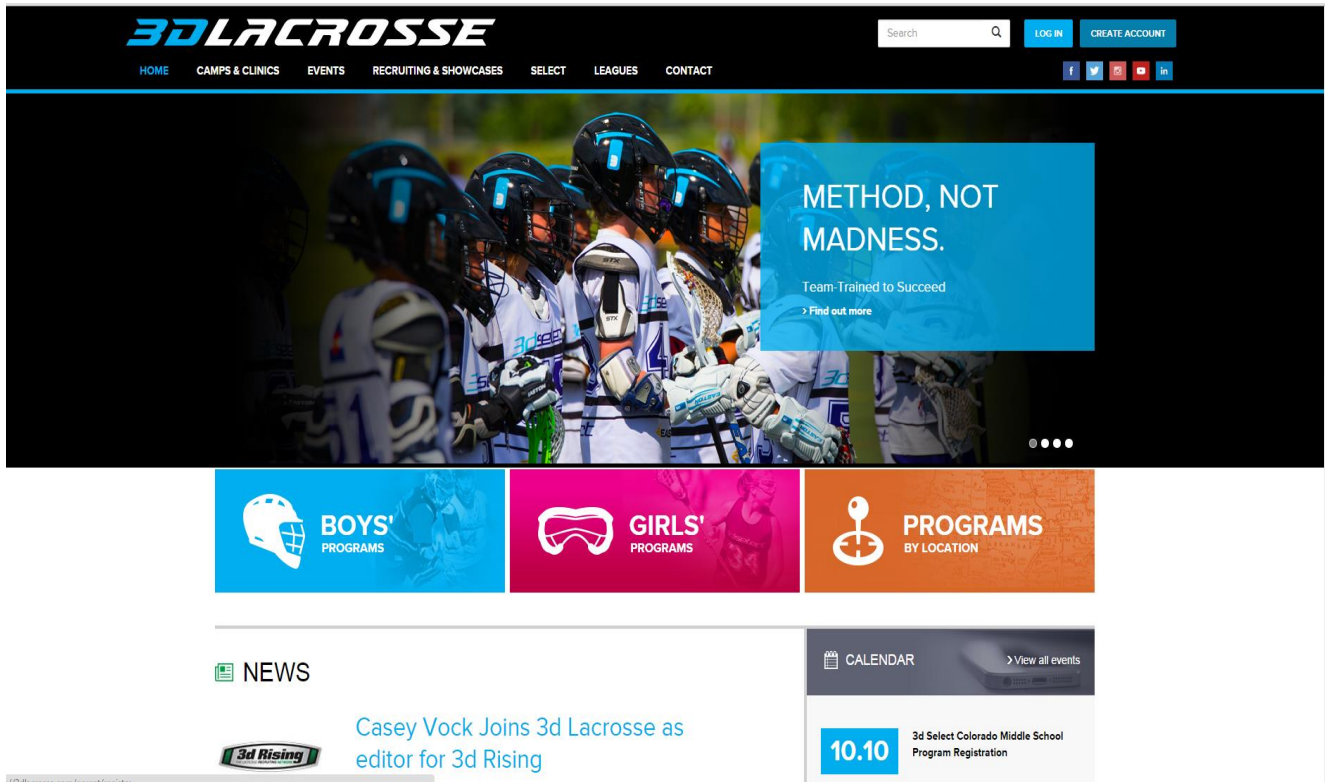 3DLACROSSE
Search
LOG IN
CREATE ACCOUNT
HOME CAMPS & CLINICS EVENTS RECRUITING & SHOWCASES SELECT LEAGUES CONTACT
METHOD, NOT
MADNESS.
Team-Trained to Succeed
> Find out more
STX
STX
BOYS'
PROGRAMS
GIRLS'
PROGRAMS
PROGRAMS
BY LOCATION
NEWS
CALENDAR
> View all events
3d Rising
Casey Vock Joins 3d Lacrosse as
editor for 3d Rising
10.10
3d Select Colorado Middle School
Program Registration